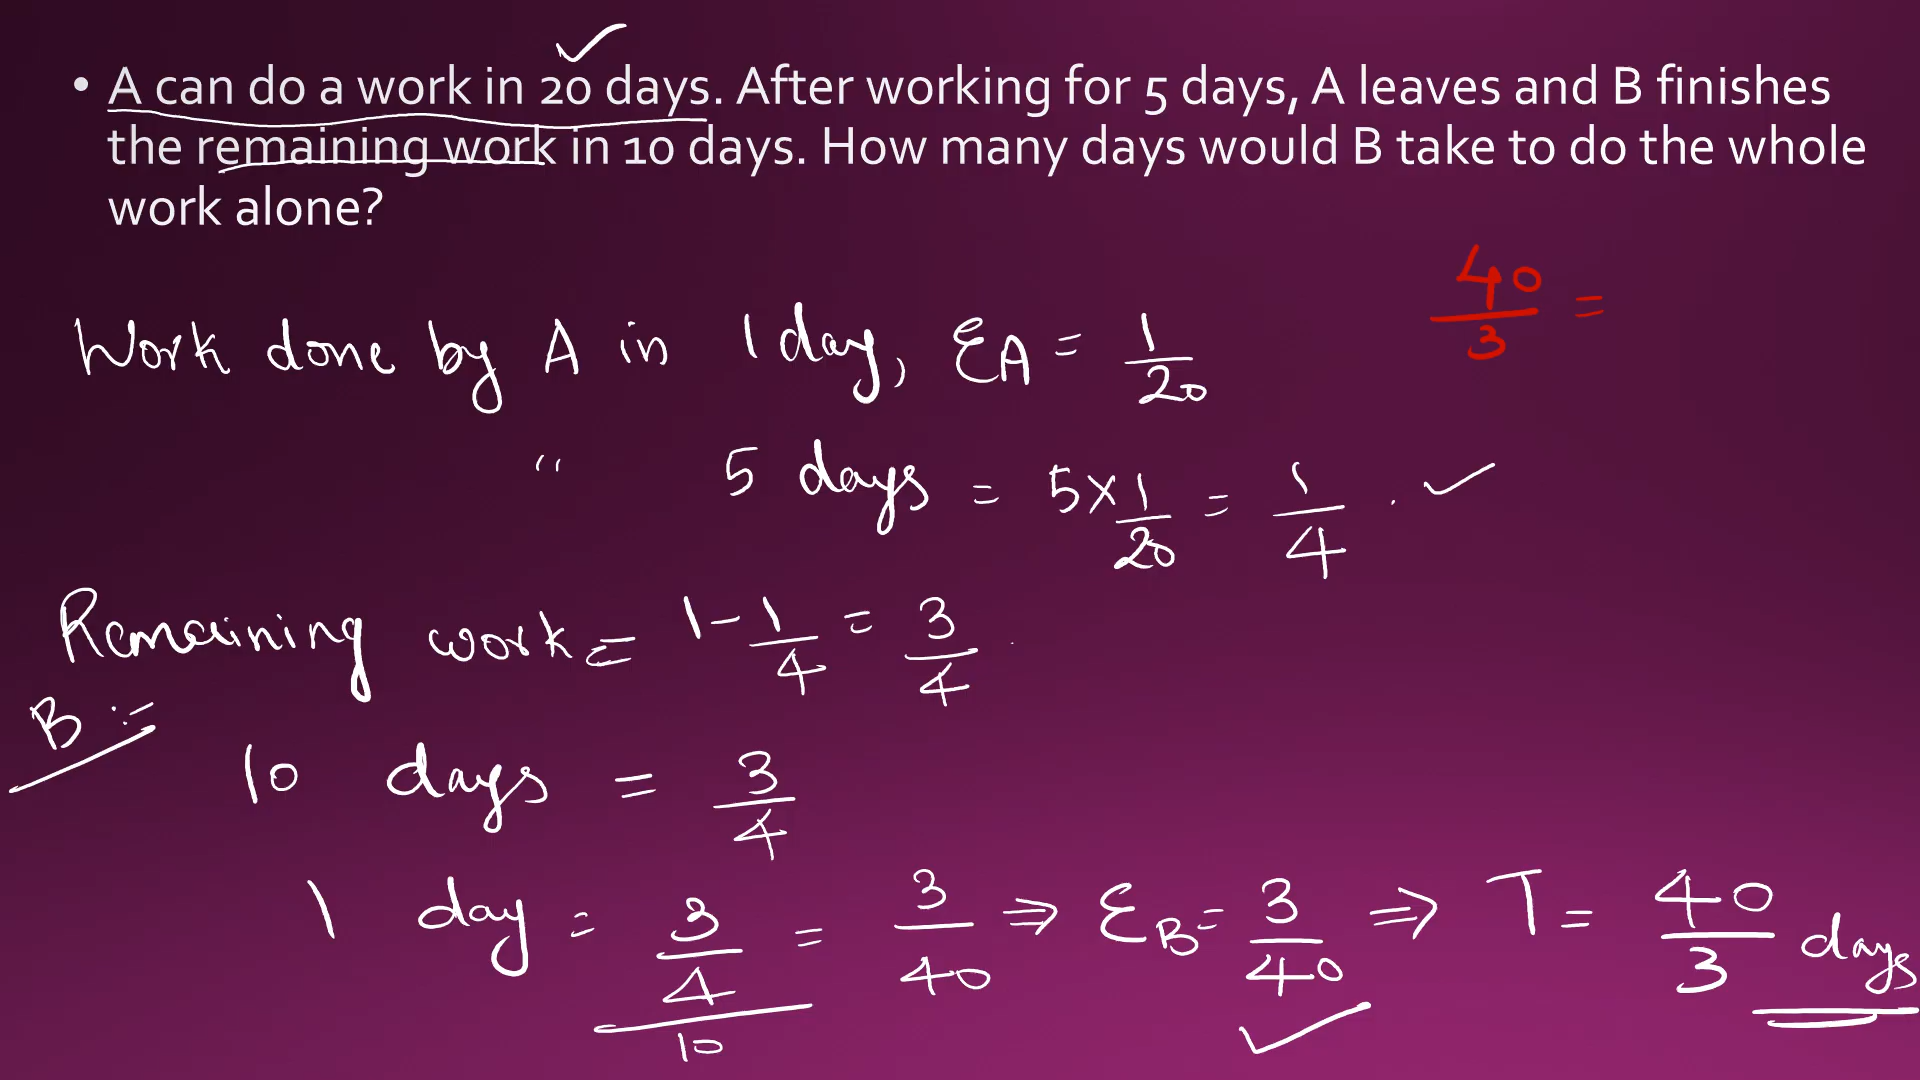 • A can do a work in 20 days. After working for 5 days, A leaves and B finishes
the remaining work in 10 days. How many days would B take to do the whole
work alone?
40/3 =
Work done by A in 1 day, ԐA = 1/20
" 5 days = 5×1/20 = 1/4 .
Remaining work = 1-1/4 = 3/4
B :-
10 days = 3/4
1 day = 3/4/10 = 3/40 ⇒ ԐB = 3/40 ⇒ T = 40/3 days